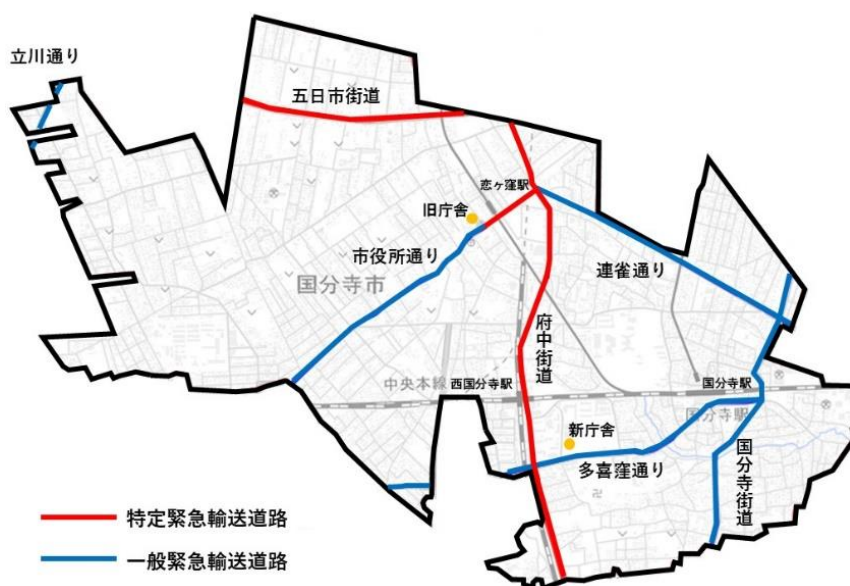 立川通り
五日市街道
恋ヶ窪駅
旧庁舎
市役所通り
連雀通り
国分寺市
府中街道
中央本線
西国分寺駅
国分寺駅
国分寺駅
新庁舎
多喜窪通り
国分寺街道
特定緊急輸送道路
一般緊急輸送道路